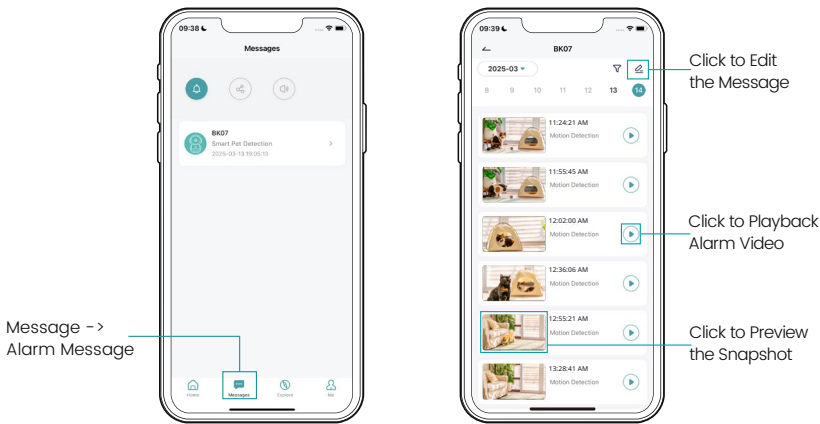 09:38
Messages
BK07
Smart Pet Detection
2025-03-13 19:05:13
Message ->
Alarm Message
Home
Messages
Explore
Me
09:39
BK07
2025-03
8 9 10 11 12 13 14
11:24:21 AM
Motion Detection
11:55:45 AM
Motion Detection
12:02:00 AM
Motion Detection
12:36:06 AM
Motion Detection
12:55:21 AM
Motion Detection
13:28:41 AM
Motion Detection
Click to Edit
the Message
Click to Playback
Alarm Video
Click to Preview
the Snapshot